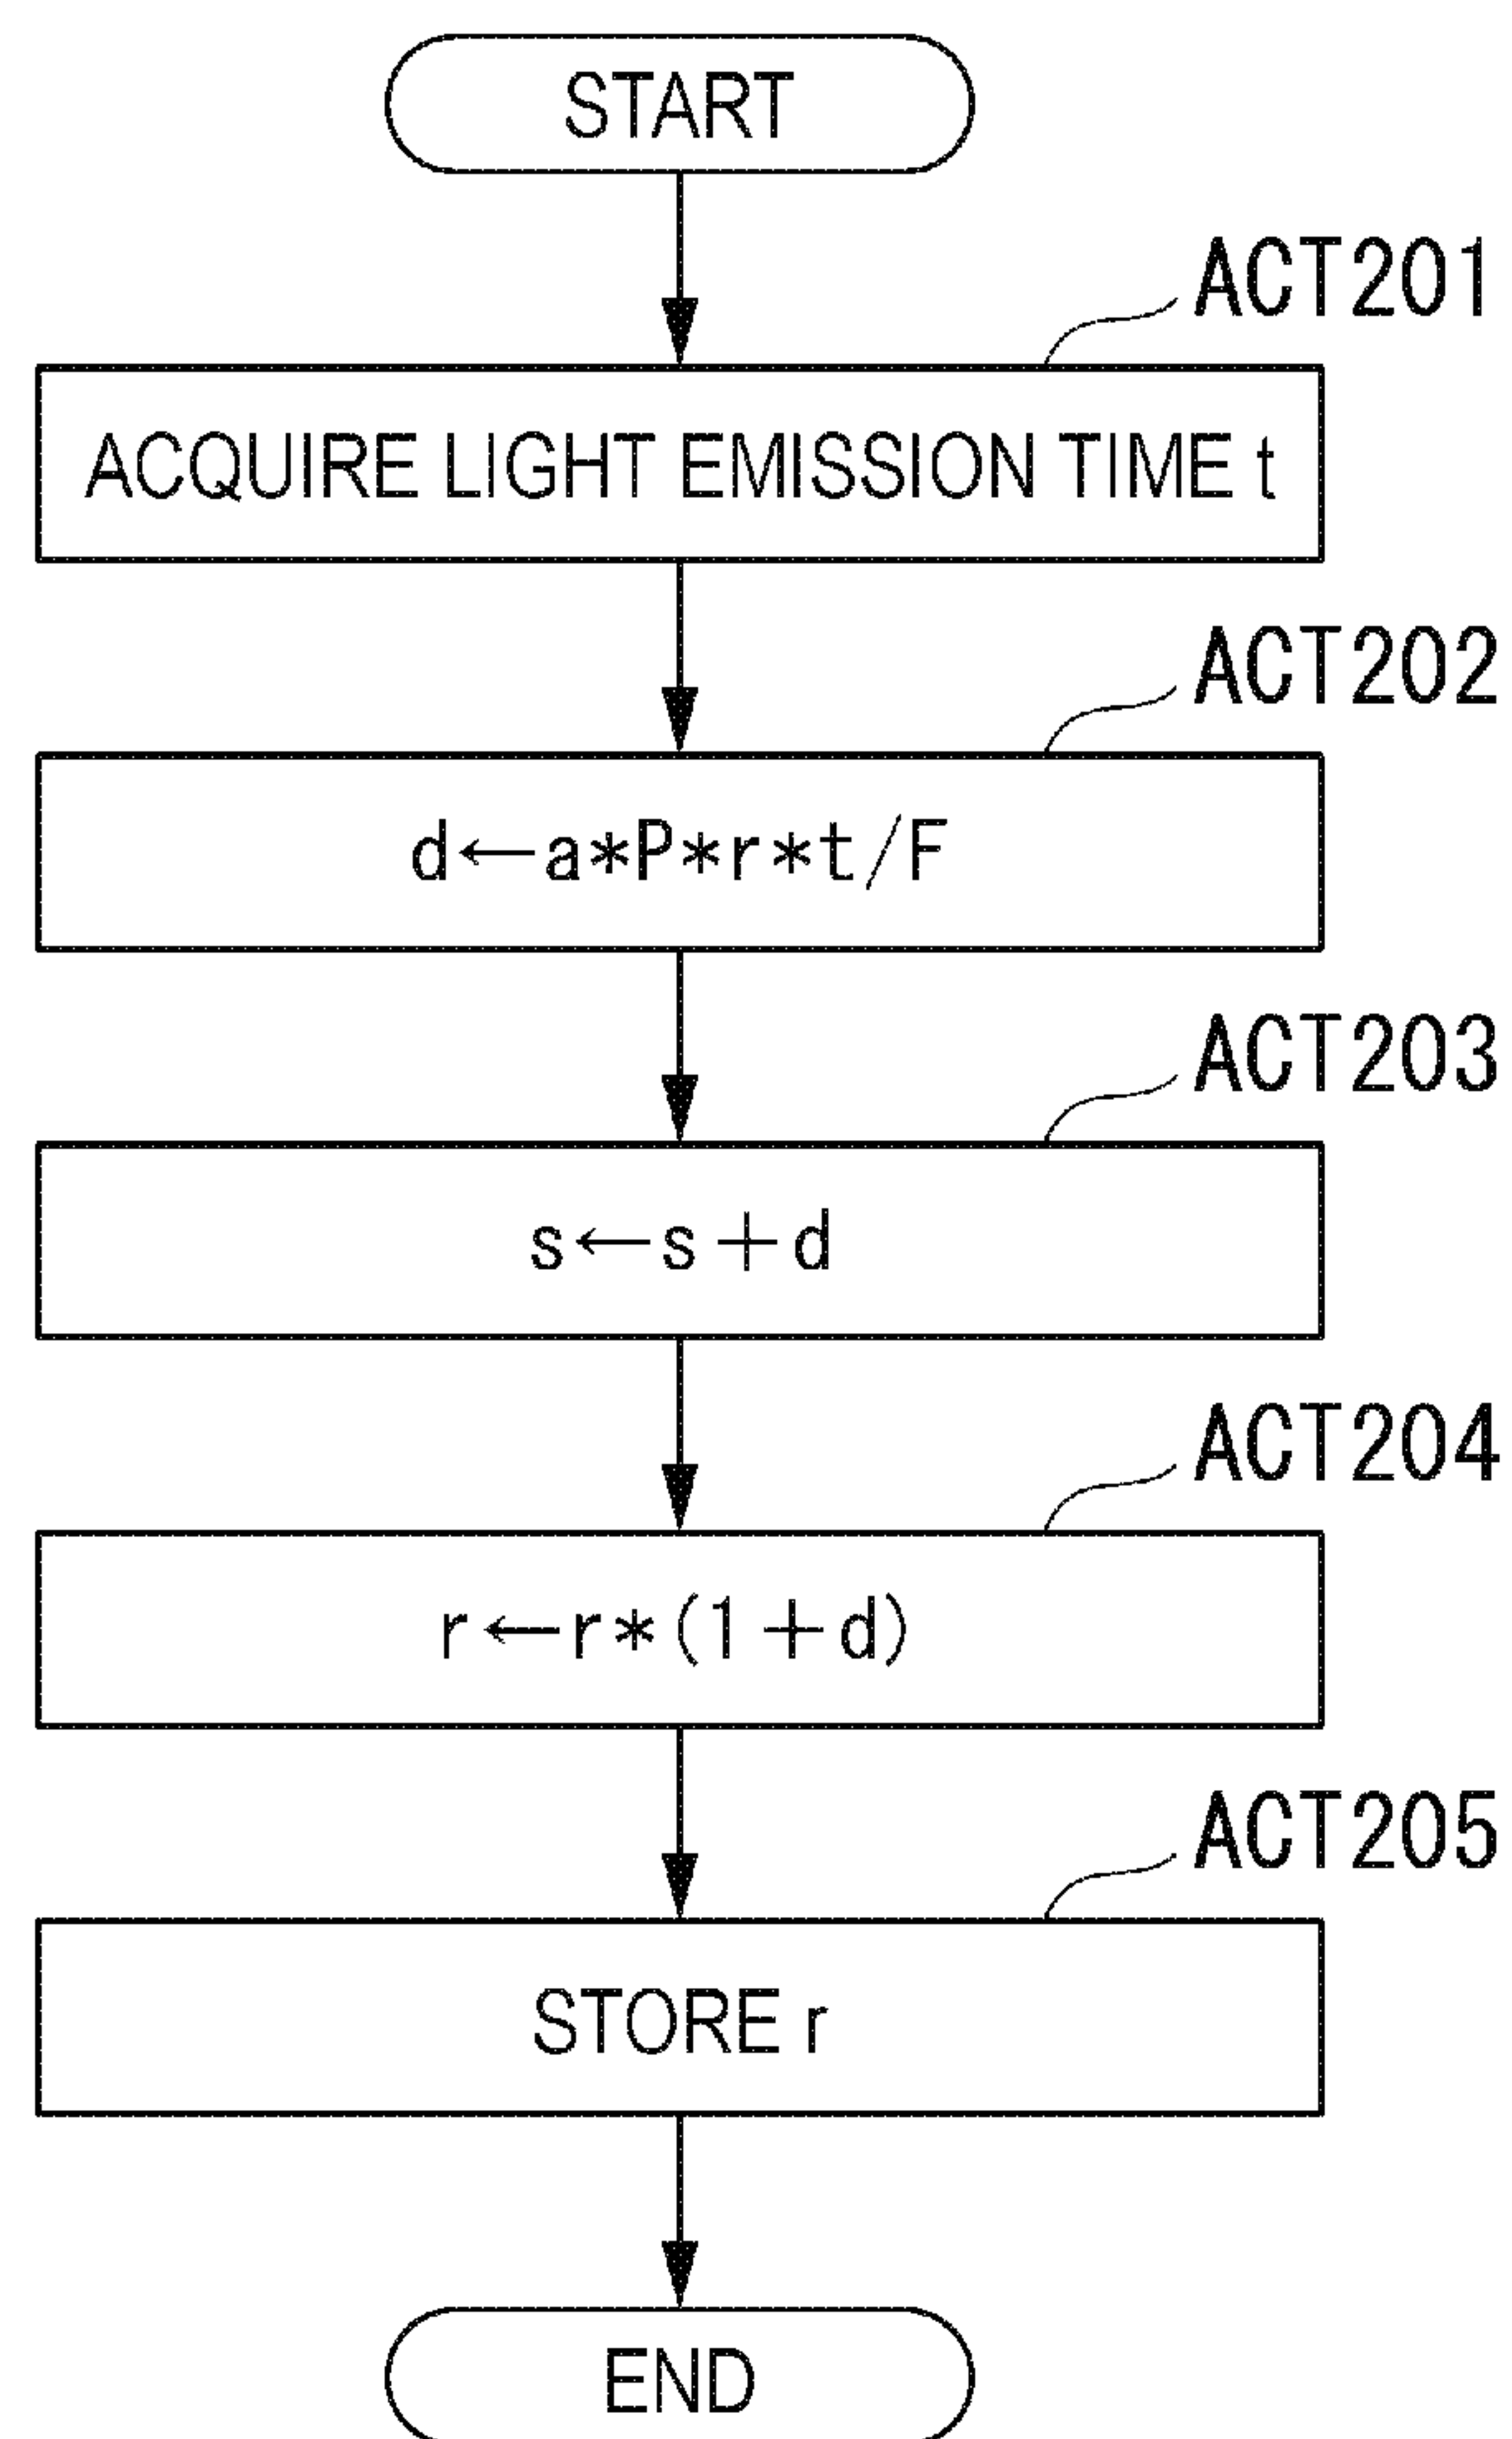 START
ACT201
ACQUIRE LIGHT EMISSION TIME t
ACT202
d←a*P*r*t/F
ACT203
s←s+d
ACT204
r←r*(1+d)
ACT205
STORE r
END